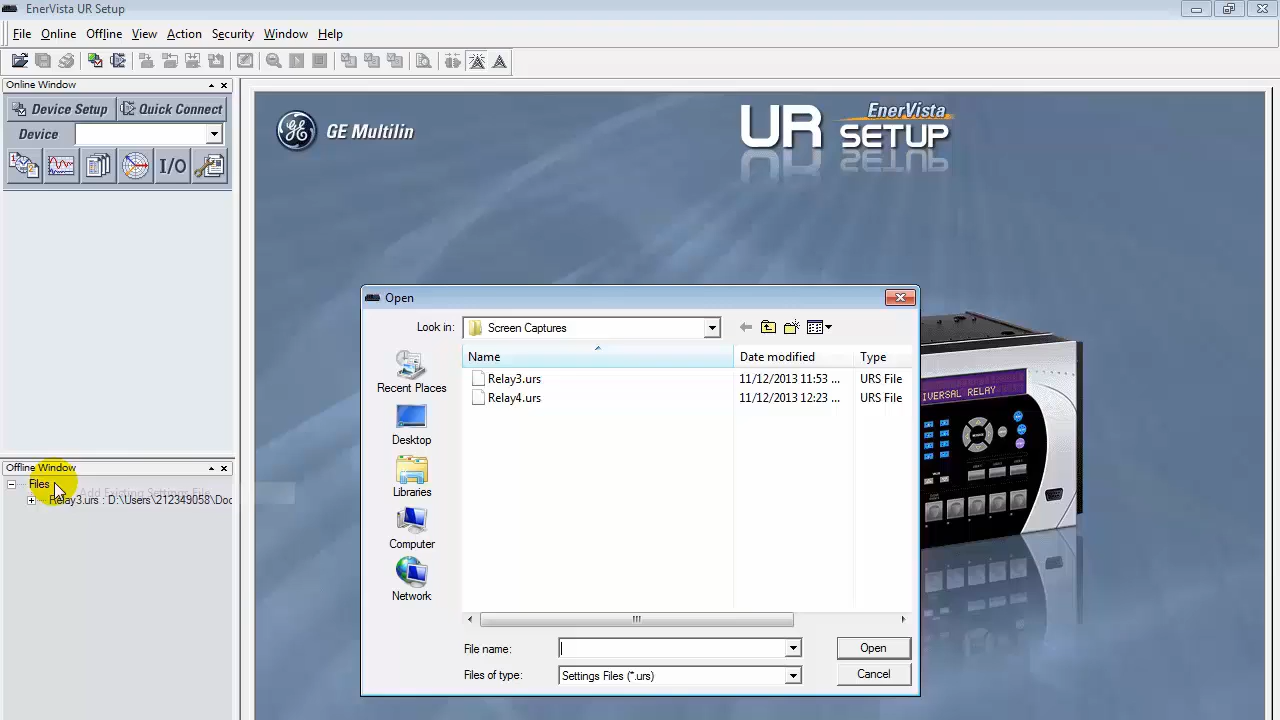 EnerVista UR Setup
File Online Offline View Action Security Window Help
Online Window
Device Setup Quick Connect
Device
I/O
GE Multilin
UR EnerVista SETUP
Open
Look in: Screen Captures
Name Date modified Type
Relay3.urs 11/12/2013 11:53 ... URS File
Relay4.urs 11/12/2013 12:23 ... URS File
Recent Places
Desktop
Libraries
Computer
Network
IVERSAL RELAY
Offline Window
Files
Relay3.urs : D:\Users\212349058\Doc
File name:
Open
Files of type: Settings Files (*.urs)
Cancel